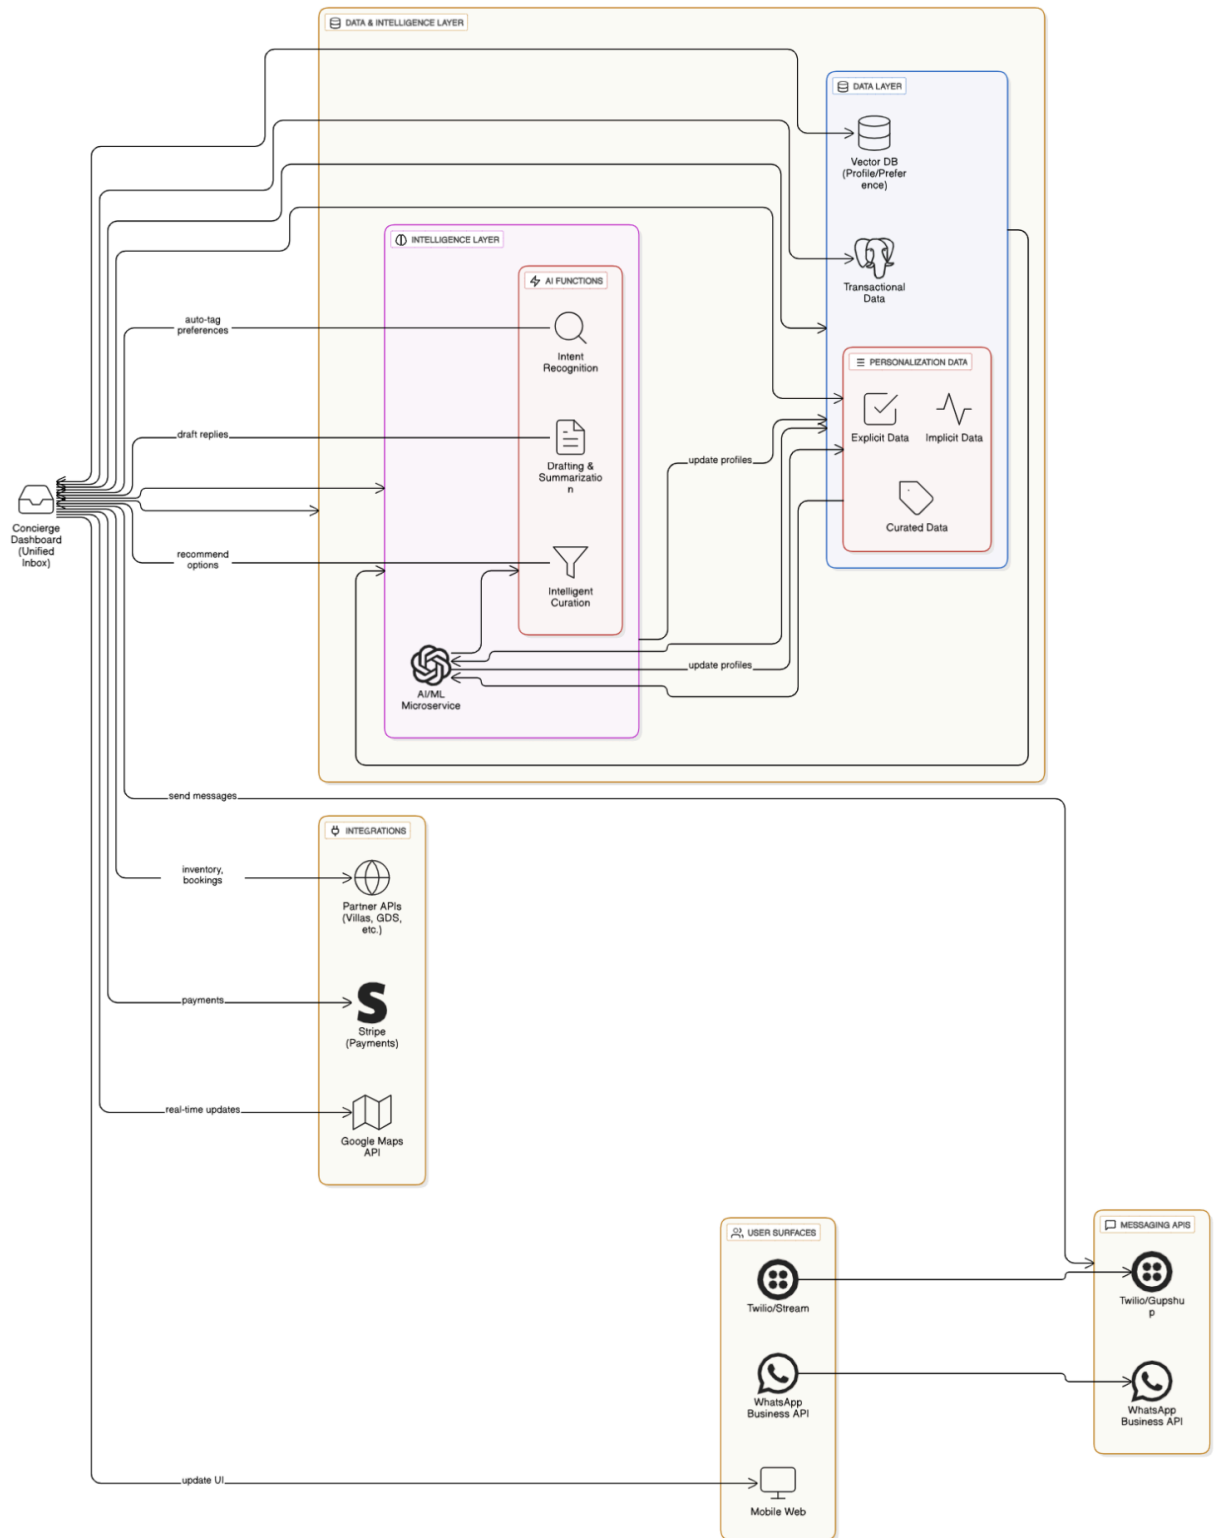 DATA & INTELLIGENCE LAYER
DATA LAYER
Vector DB
(Profile/Prefer
ence)
INTELLIGENCE LAYER
AI FUNCTIONS
Transactional
Data
auto-tag
preferences
Intent
Recognition
PERSONALIZATION DATA
Explicit Data
Implicit Data
draft replies
Drafting &
Summarizatio
n
update profiles
Curated Data
Concierge
Dashboard
(Unified
Inbox)
recommend
options
Intelligent
Curation
update profiles
AI/ML
Microservice
send messages
INTEGRATIONS
inventory,
bookings
Partner APIs
(Villas, GDS,
etc.)
payments
S
Stripe
(Payments)
real-time updates
Google Maps
API
USER SURFACES
MESSAGING APIS
Twilio/Stream
Twilio/Gupshu
p
WhatsApp
Business API
WhatsApp
Business API
update UI
Mobile Web